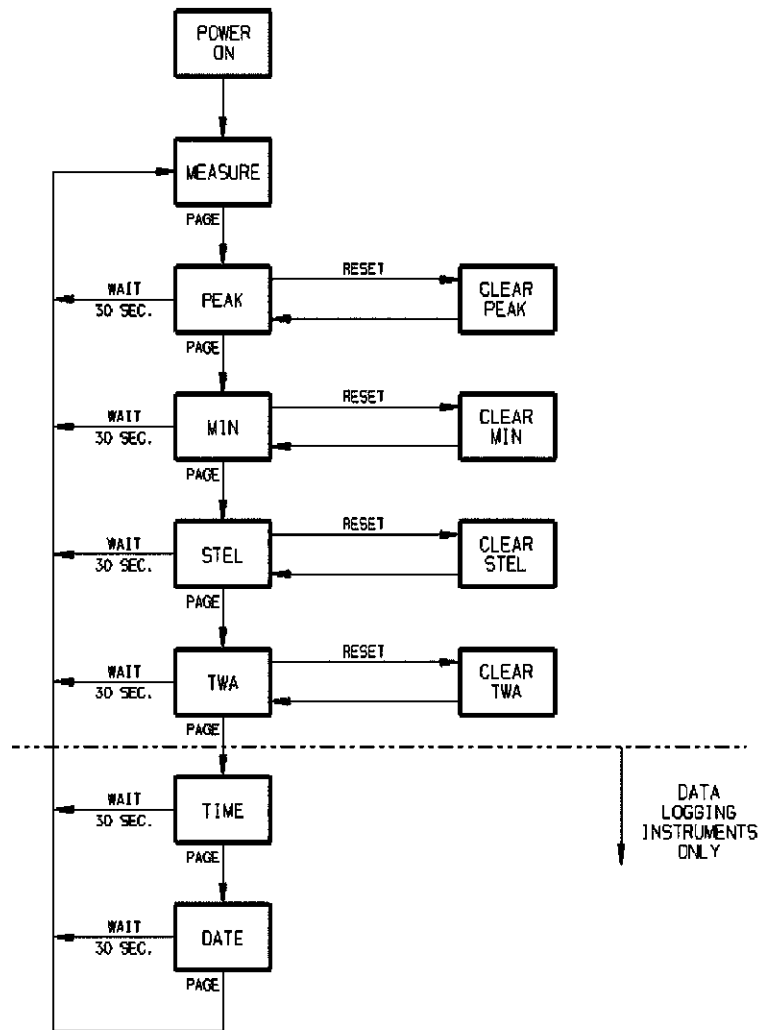 POWER
ON
MEASURE
PAGE
RESET
WAIT
30 SEC.
PEAK
CLEAR
PEAK
PAGE
RESET
WAIT
30 SEC.
MIN
CLEAR
MIN
PAGE
RESET
WAIT
30 SEC.
STEL
CLEAR
STEL
PAGE
RESET
WAIT
30 SEC.
TWA
CLEAR
TWA
PAGE
WAIT
30 SEC.
TIME
DATA
LOGGING
INSTRUMENTS
ONLY
PAGE
WAIT
30 SEC.
DATE
PAGE